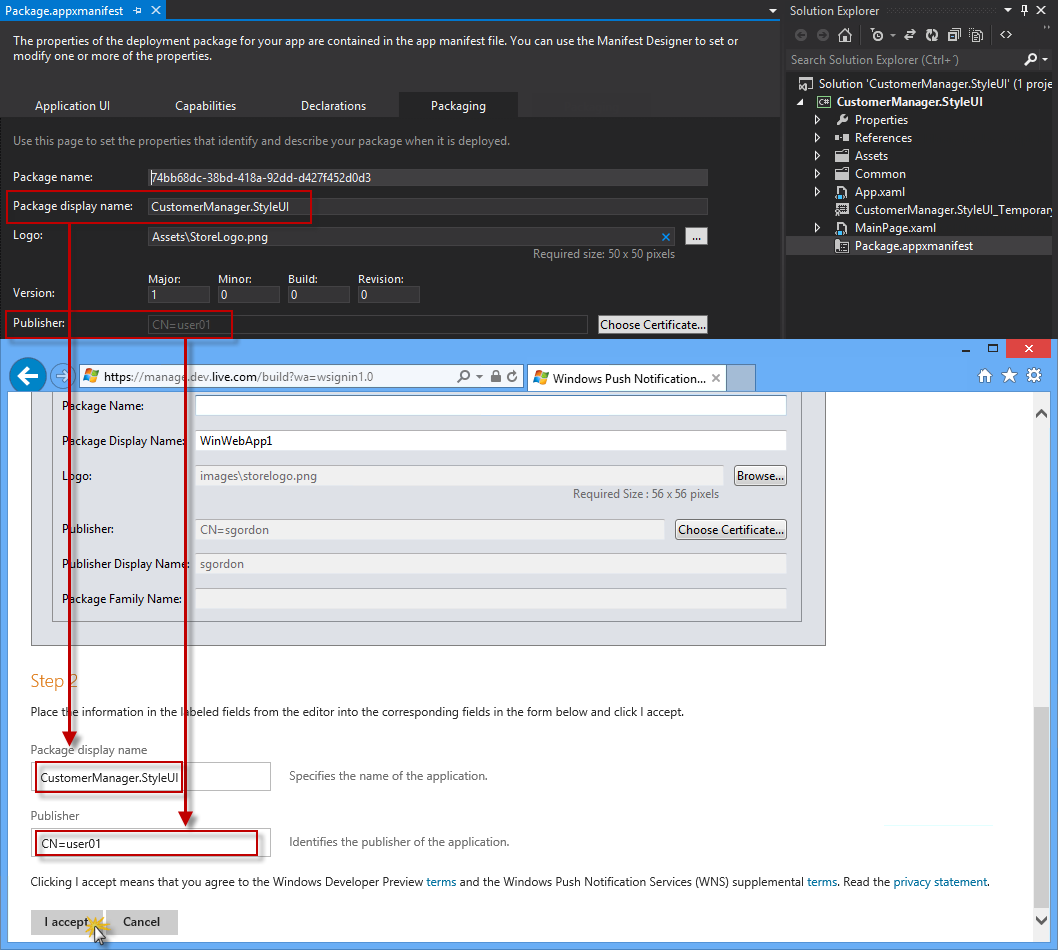 Package.appxmanifest
The properties of the deployment package for your app are contained in the app manifest file. You can use the Manifest Designer to set or
modify one or more of the properties.
Application UI Capabilities Declarations Packaging
Use this page to set the properties that identify and describe your package when it is deployed.
Package name: 74bb68dc-38bd-418a-92dd-d427f452d0d3
Package display name: CustomerManager.StyleUI
Logo: Assets\StoreLogo.png ...
Required size: 50 x 50 pixels
Major: Minor: Build: Revision:
Version: 1 0 0 0
Publisher: CN=user01 Choose Certificate...
Solution Explorer
Search Solution Explorer (Ctrl+ ')
Solution 'CustomerManager.StyleUI' (1 proje
C# CustomerManager.StyleUI
Properties
References
Assets
Common
App.xaml
CustomerManager.StyleUI_Temporar
MainPage.xaml
Package.appxmanifest
https://manage.dev.live.com/build?wa=wsignin1.0 Windows Push Notification...
Package Name:
Package Display Name: WinWebApp1
Logo: images\storelogo.png Browse...
Required Size : 56 x 56 pixels
Publisher: CN=sgordon Choose Certificate...
Publisher Display Name: sgordon
Package Family Name:
Step 2
Place the information in the labeled fields from the editor into the corresponding fields in the form below and click I accept.
Package display name
CustomerManager.StyleUI Specifies the name of the application.
Publisher
CN=user01 Identifies the publisher of the application.
Clicking I accept means that you agree to the Windows Developer Preview terms and the Windows Push Notification Services (WNS) supplemental terms. Read the privacy statement.
I accept Cancel